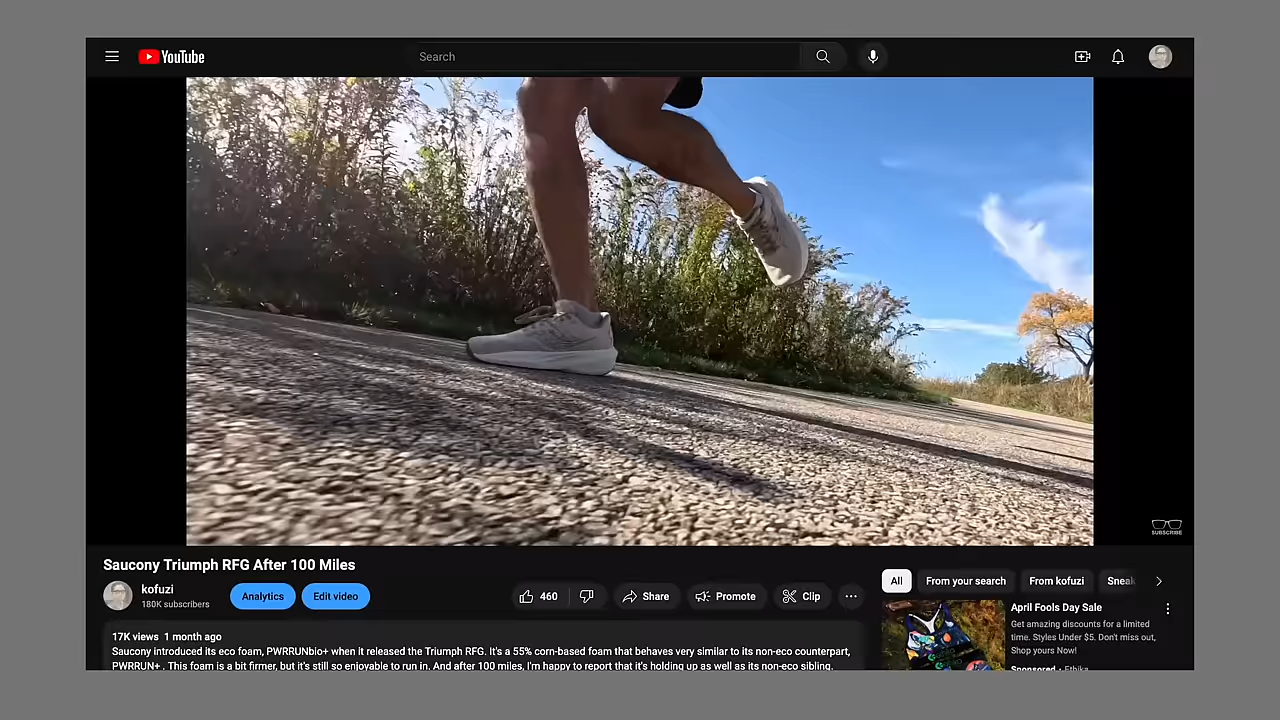 YouTube
Search
SUBSCRIBE
Saucony Triumph RFG After 100 Miles
kofuzi
180K subscribers
Analytics
Edit video
460
Share
Promote
Clip
All
From your search
From kofuzi
Sneak
17K views 1 month ago
Saucony introduced its eco foam, PWRRUNbio+ when it released the Triumph RFG. It's a 55% corn-based foam that behaves very similar to its non-eco counterpart,
PWRRUN+ . This foam is a bit firmer, but it's still so enjoyable to run in. And after 100 miles, I'm happy to report that it's holding up as well as its non-eco sibling.
April Fools Day Sale
Get amazing discounts for a limited
time. Styles Under $5. Don't miss out,
Shop yours Now!
Sponsored · Ethika